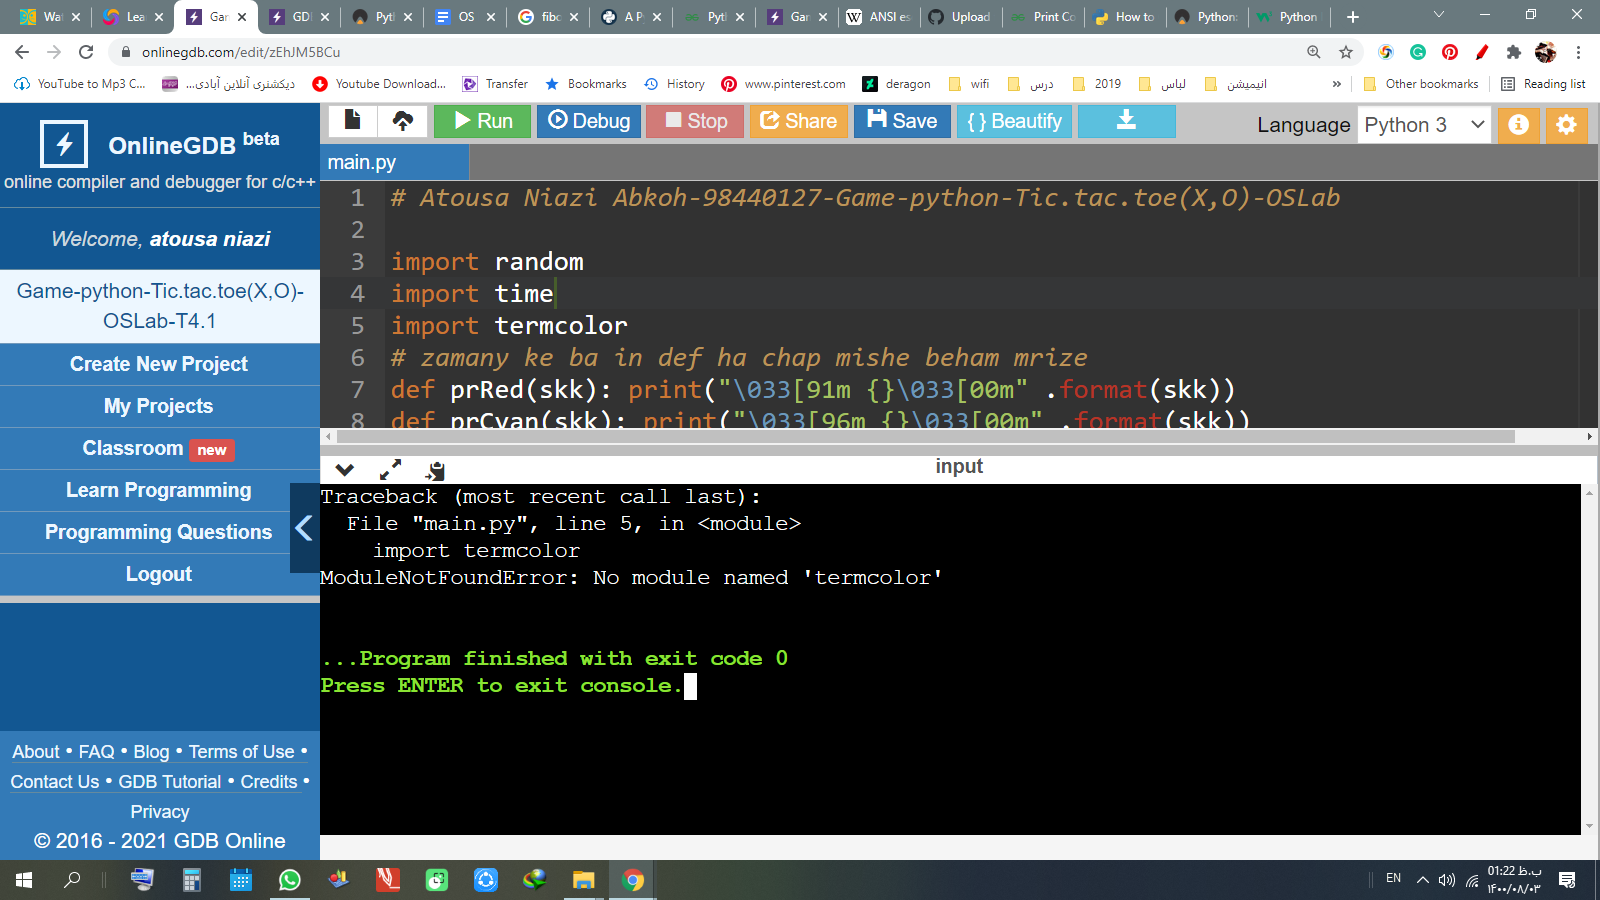 Wat
Lea
Gar
GDI
Pyt
OS
fibo
A P
Pyt
Gar
ANSI es
Upload
Print Co
How to
Python:
Python
onlinegdb.com/edit/zEhJM5BCu
YouTube to Mp3 C...
دیکشنری آنلاین آبادی...
Youtube Download...
Transfer
Bookmarks
History
www.pinterest.com
deragon
wifi
درس
2019
لباس
انیمیشن
»
Other bookmarks
Reading list
OnlineGDB beta
online compiler and debugger for c/c++
Welcome, atousa niazi
Game-python-Tic.tac.toe(X,O)-
OSLab-T4.1
Create New Project
My Projects
Classroom new
Learn Programming
Programming Questions
Logout
About • FAQ • Blog • Terms of Use •
Contact Us • GDB Tutorial • Credits •
Privacy
© 2016 - 2021 GDB Online
Run
Debug
Stop
Share
Save
{ } Beautify
Language Python 3
main.py
1 # Atousa Niazi Abkoh-98440127-Game-python-Tic.tac.toe(X,O)-OSLab
2
3 import random
4 import time
5 import termcolor
6 # zamany ke ba in def ha chap mishe beham mrize
7 def prRed(skk): print("\033[91m {}\033[00m" .format(skk))
8 def prCyan(skk): print("\033[96m {}\033[00m" .format(skk))
input
Traceback (most recent call last):
File "main.py", line 5, in <module>
import termcolor
ModuleNotFoundError: No module named 'termcolor'
...Program finished with exit code 0
Press ENTER to exit console.
EN
01:22 ب.ظ
۱۴۰۰/۰۸/۰۳